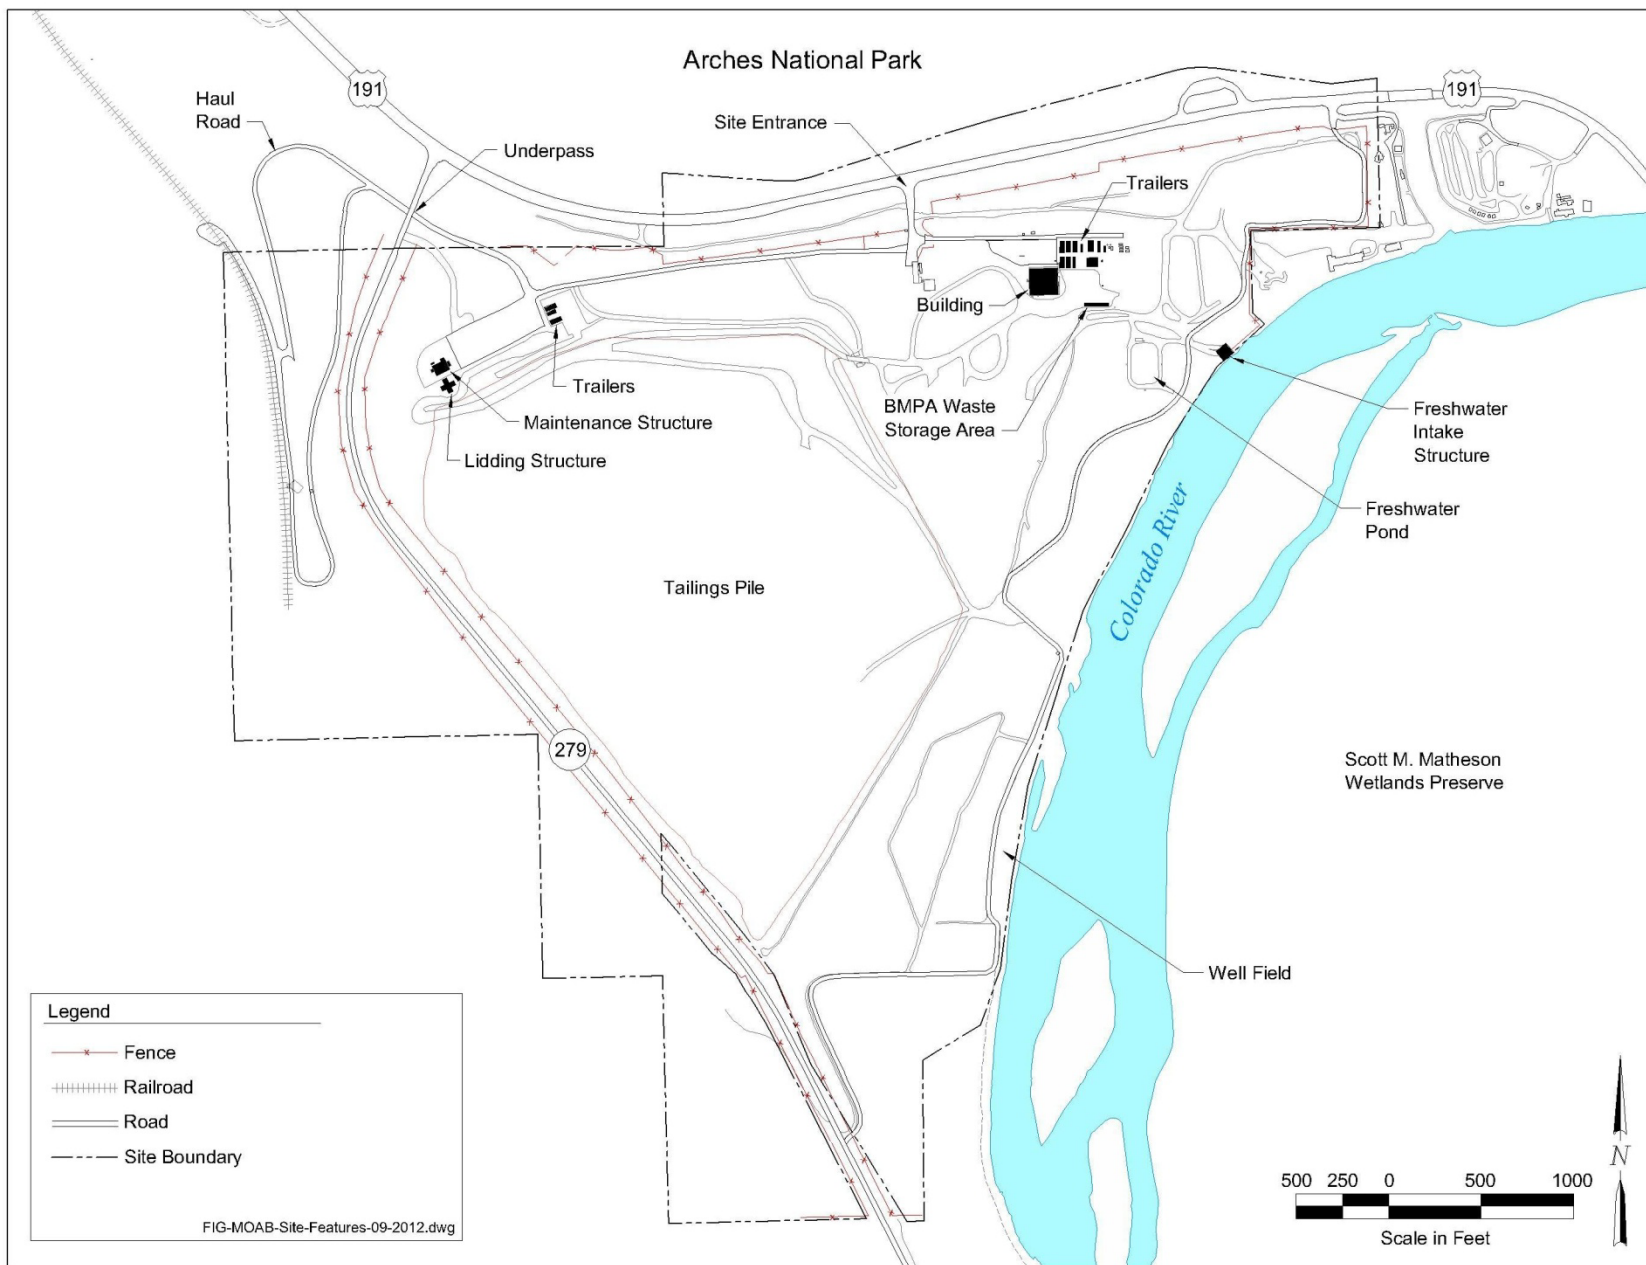 Arches National Park
191
191
Haul
Road
Underpass
Site Entrance
Trailers
Building
Trailers
Maintenance Structure
Lidding Structure
BMPA Waste
Storage Area
Freshwater
Intake
Structure
Freshwater
Pond
Colorado River
Tailings Pile
279
Scott M. Matheson
Wetlands Preserve
Well Field
Legend
Fence
Railroad
Road
Site Boundary
FIG-MOAB-Site-Features-09-2012.dwg
N
500 250 0 500 1000
Scale in Feet